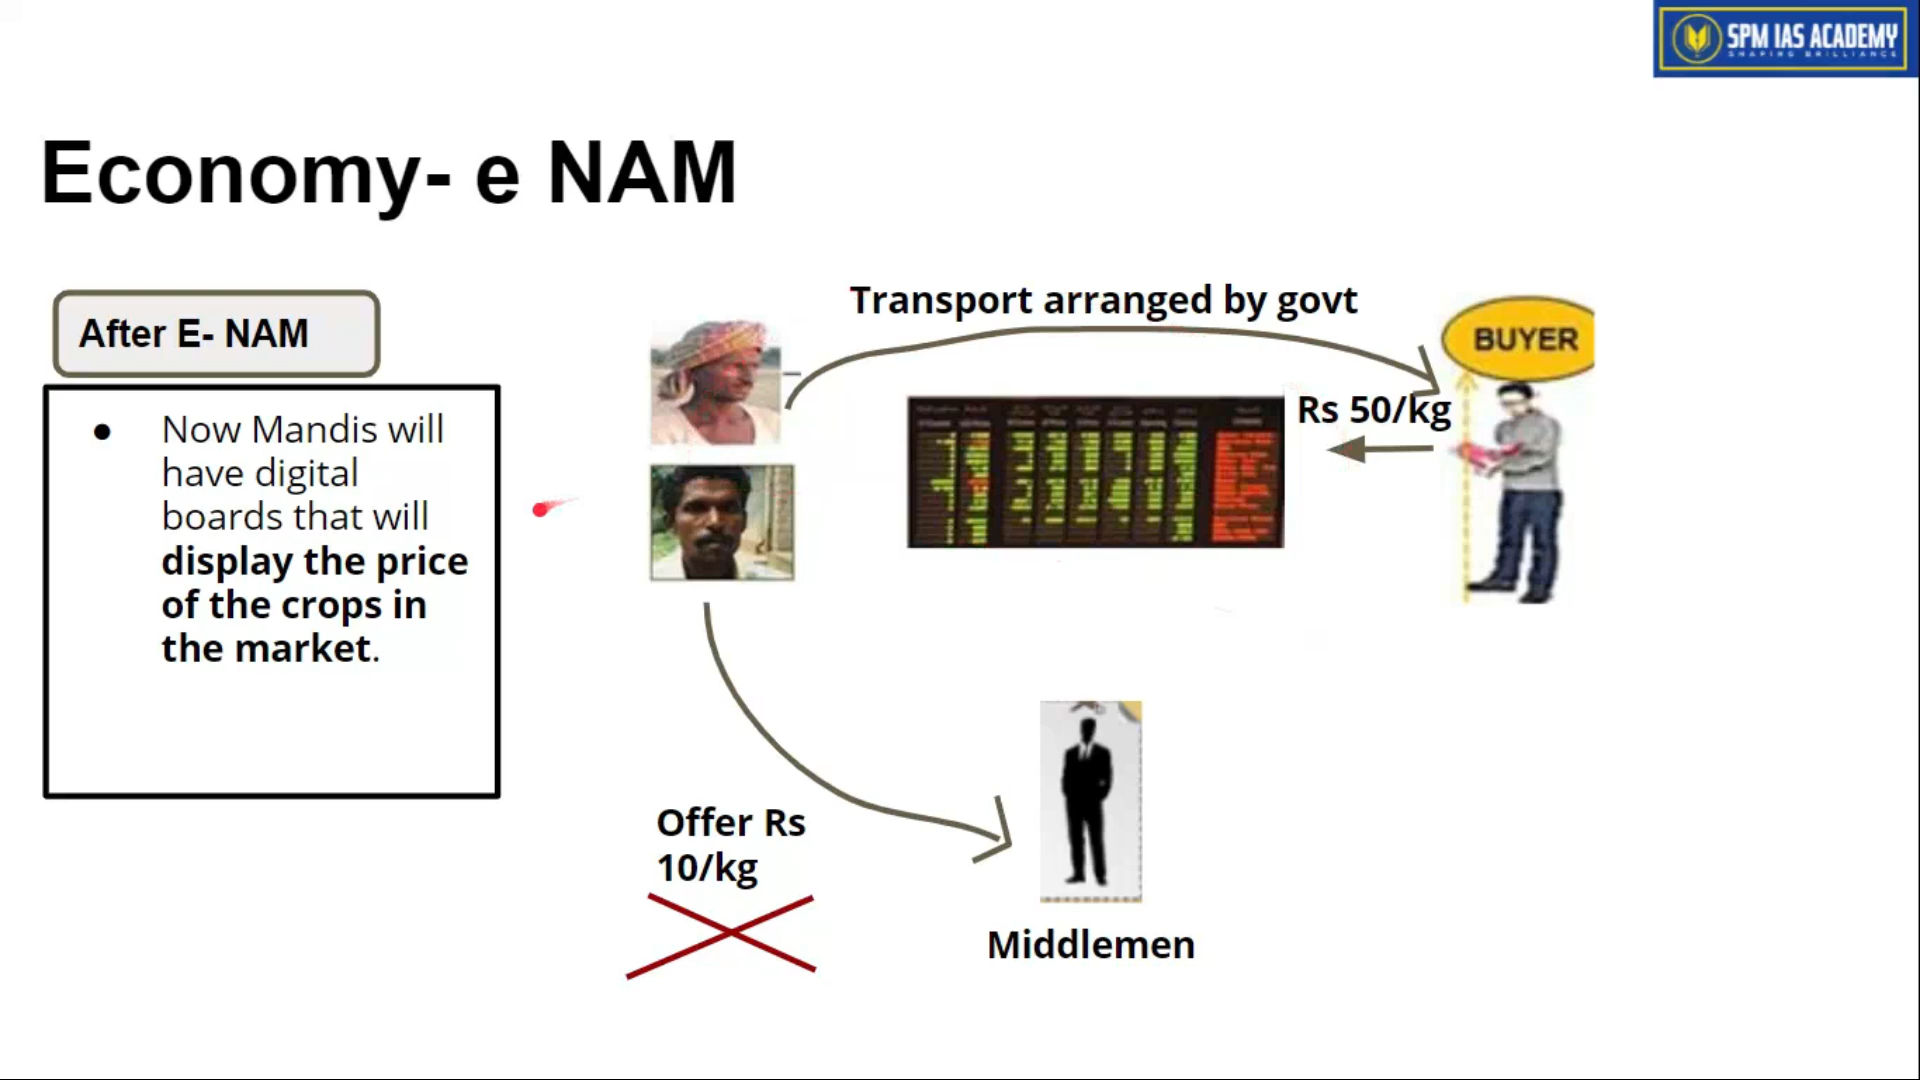 SPM IAS ACADEMY
SHAPING BRILLIANCE
Economy- e NAM
After E- NAM
● Now Mandis will
have digital
boards that will
display the price
of the crops in
the market.
Transport arranged by govt
BUYER
Rs 50/kg
Offer Rs
10/kg
Middlemen